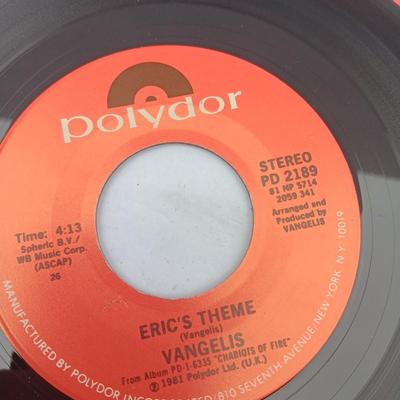 polydor
STEREO
PD 2189
81 NP 5714
2059 341
Arranged and
Produced by
VANGELIS
Time: 4:13
Spheric B.V./
WB Music Corp.
(ASCAP)
26
ERIC'S THEME
(Vangelis)
VANGELIS
From Album PD-1-6335 "CHARIOTS OF FIRE"
℗ 1981 Polydor Ltd. (U.K.)
MANUFACTURED BY POLYDOR INCORPORATED/810 SEVENTH AVENUE/NEW YORK N Y 10019